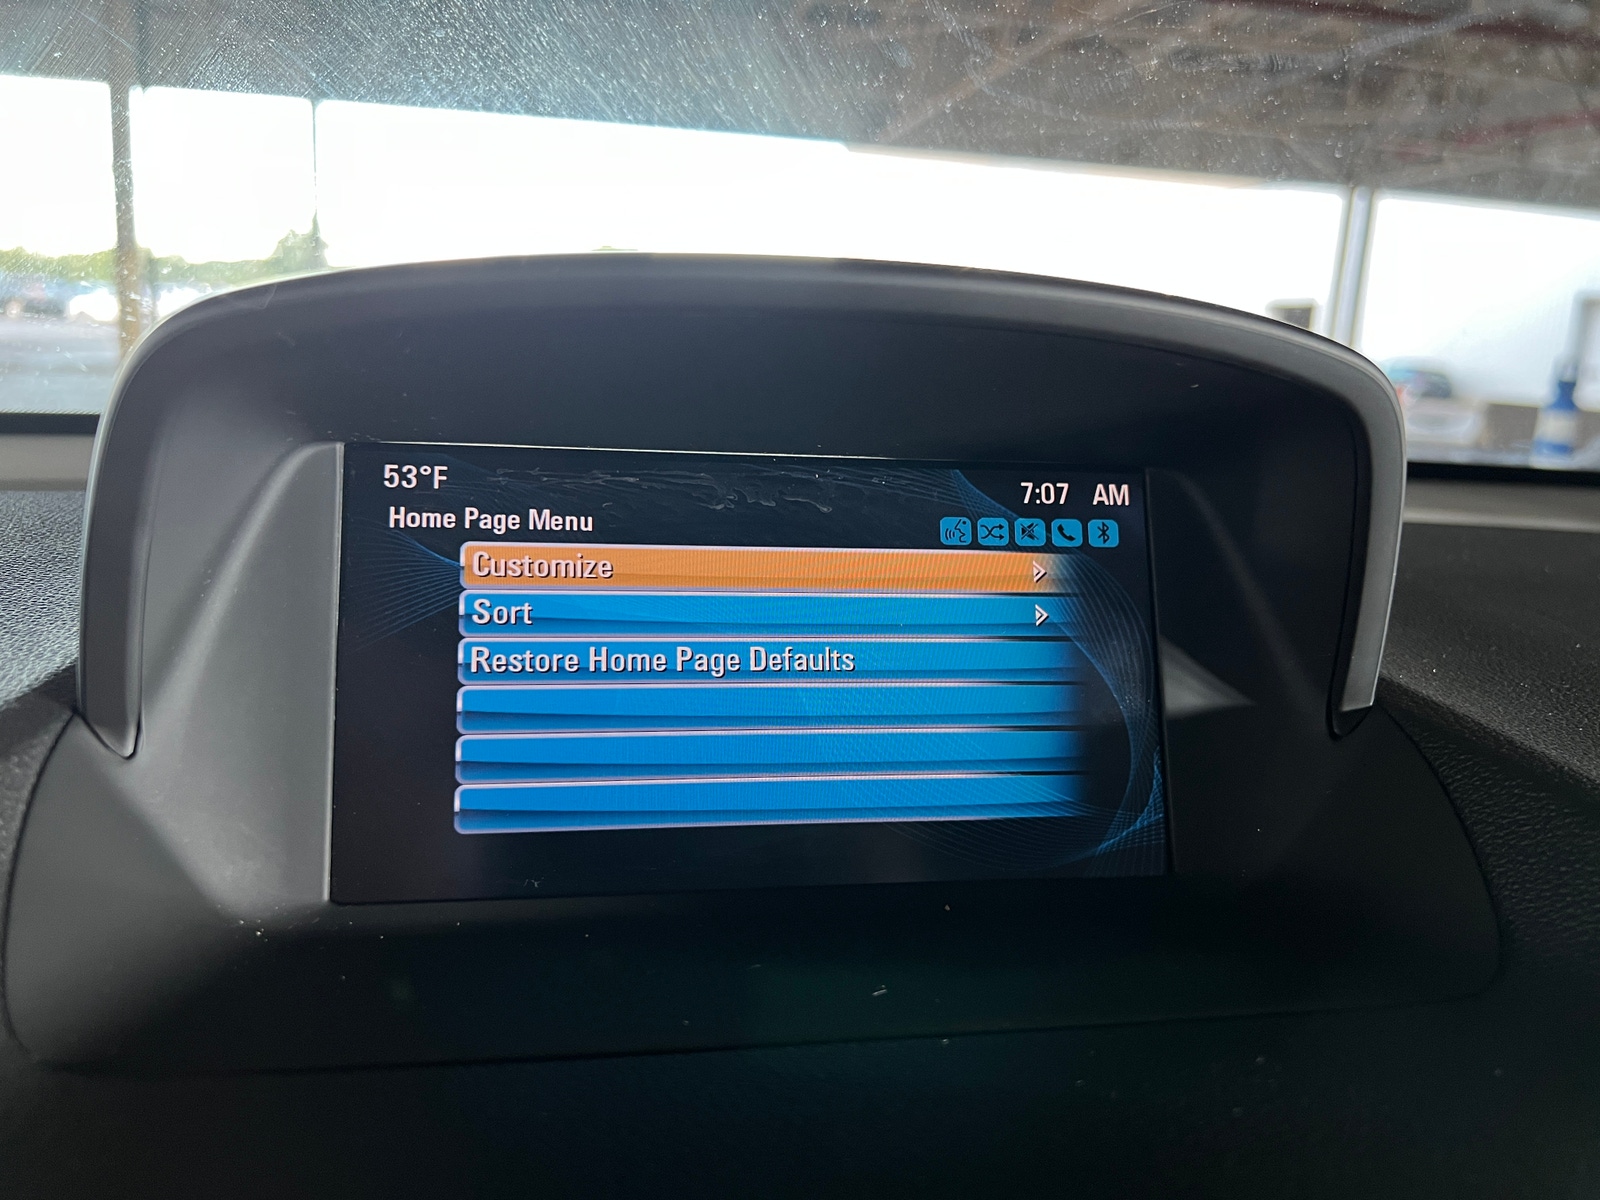 53°F
7:07 AM
Home Page Menu
Customize
Sort
Restore Home Page Defaults